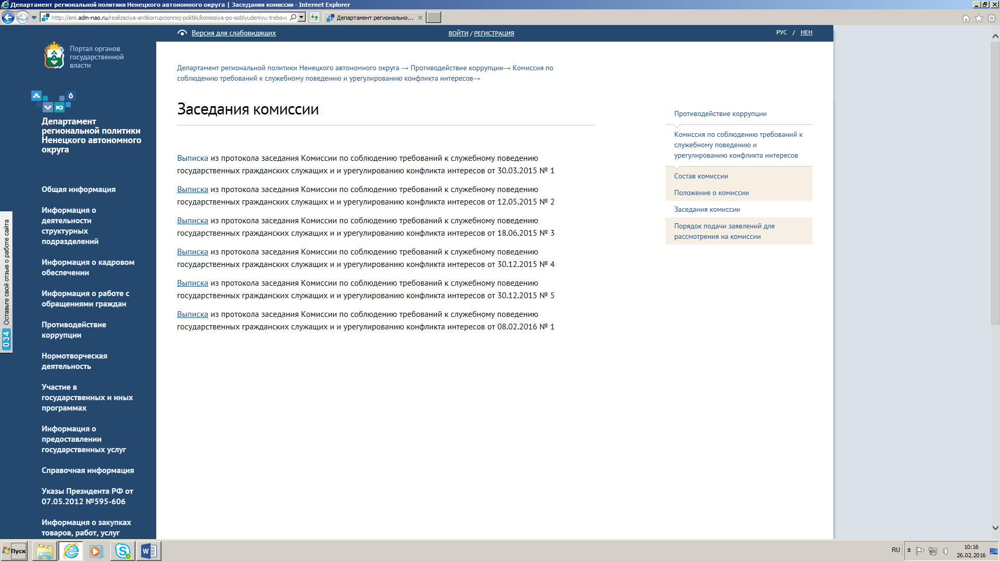 Департамент региональной политики Ненецкого автономного округа | Заседания комиссии - Internet Explorer
http://smi.adm-nao.ru/realizaciya-antikorrupcionnoj-politiki/komissiya-po-soblyudeniyu-trebova
Департамент регионально...
Версия для слабовидящих
ВОЙТИ / РЕГИСТРАЦИЯ
РУС / НЕН
Портал органов
государственной
власти
Департамент
региональной политики
Ненецкого автономного
округа
Общая информация
Информация о
деятельности
структурных
подразделений
Информация о кадровом
обеспечении
Информация о работе с
обращениями граждан
Противодействие
коррупции
Нормотворческая
деятельность
Участие в
государственных и иных
программах
Информация о
предоставлении
государственных услуг
Справочная информация
Указы Президента РФ от
07.05.2012 №595-606
Информация о закупках
товаров, работ, услуг
Оставьте свой отзыв о работе сайта
034
Департамент региональной политики Ненецкого автономного округа → Противодействие коррупции→ Комиссия по
соблюдению требований к служебному поведению и урегулированию конфликта интересов→
Заседания комиссии
Выписка из протокола заседания Комиссии по соблюдению требований к служебному поведению
государственных гражданских служащих и и урегулированию конфликта интересов от 30.03.2015 № 1
Выписка из протокола заседания Комиссии по соблюдению требований к служебному поведению
государственных гражданских служащих и и урегулированию конфликта интересов от 12.05.2015 № 2
Выписка из протокола заседания Комиссии по соблюдению требований к служебному поведению
государственных гражданских служащих и и урегулированию конфликта интересов от 18.06.2015 № 3
Выписка из протокола заседания Комиссии по соблюдению требований к служебному поведению
государственных гражданских служащих и и урегулированию конфликта интересов от 30.12.2015 № 4
Выписка из протокола заседания Комиссии по соблюдению требований к служебному поведению
государственных гражданских служащих и и урегулированию конфликта интересов от 30.12.2015 № 5
Выписка из протокола заседания Комиссии по соблюдению требований к служебному поведению
государственных гражданских служащих и и урегулированию конфликта интересов от 08.02.2016 № 1
Противодействие коррупции
Комиссия по соблюдению требований к
служебному поведению и
урегулированию конфликта интересов
Состав комиссии
Положение о комиссии
Заседания комиссии
Порядок подачи заявлений для
рассмотрения на комиссии
Пуск
RU
10:16
26.02.2016